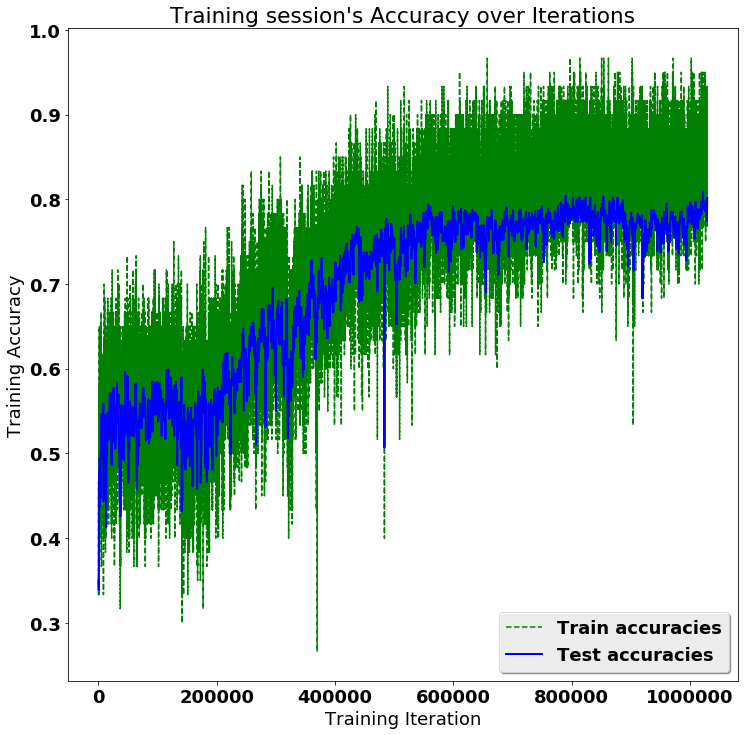 Training session's Accuracy over Iterations
1.0
0.9
0.8
0.7
0.6
0.5
0.4
0.3
Training Accuracy
Train accuracies
Test accuracies
0 200000 400000 600000 800000 1000000
Training Iteration